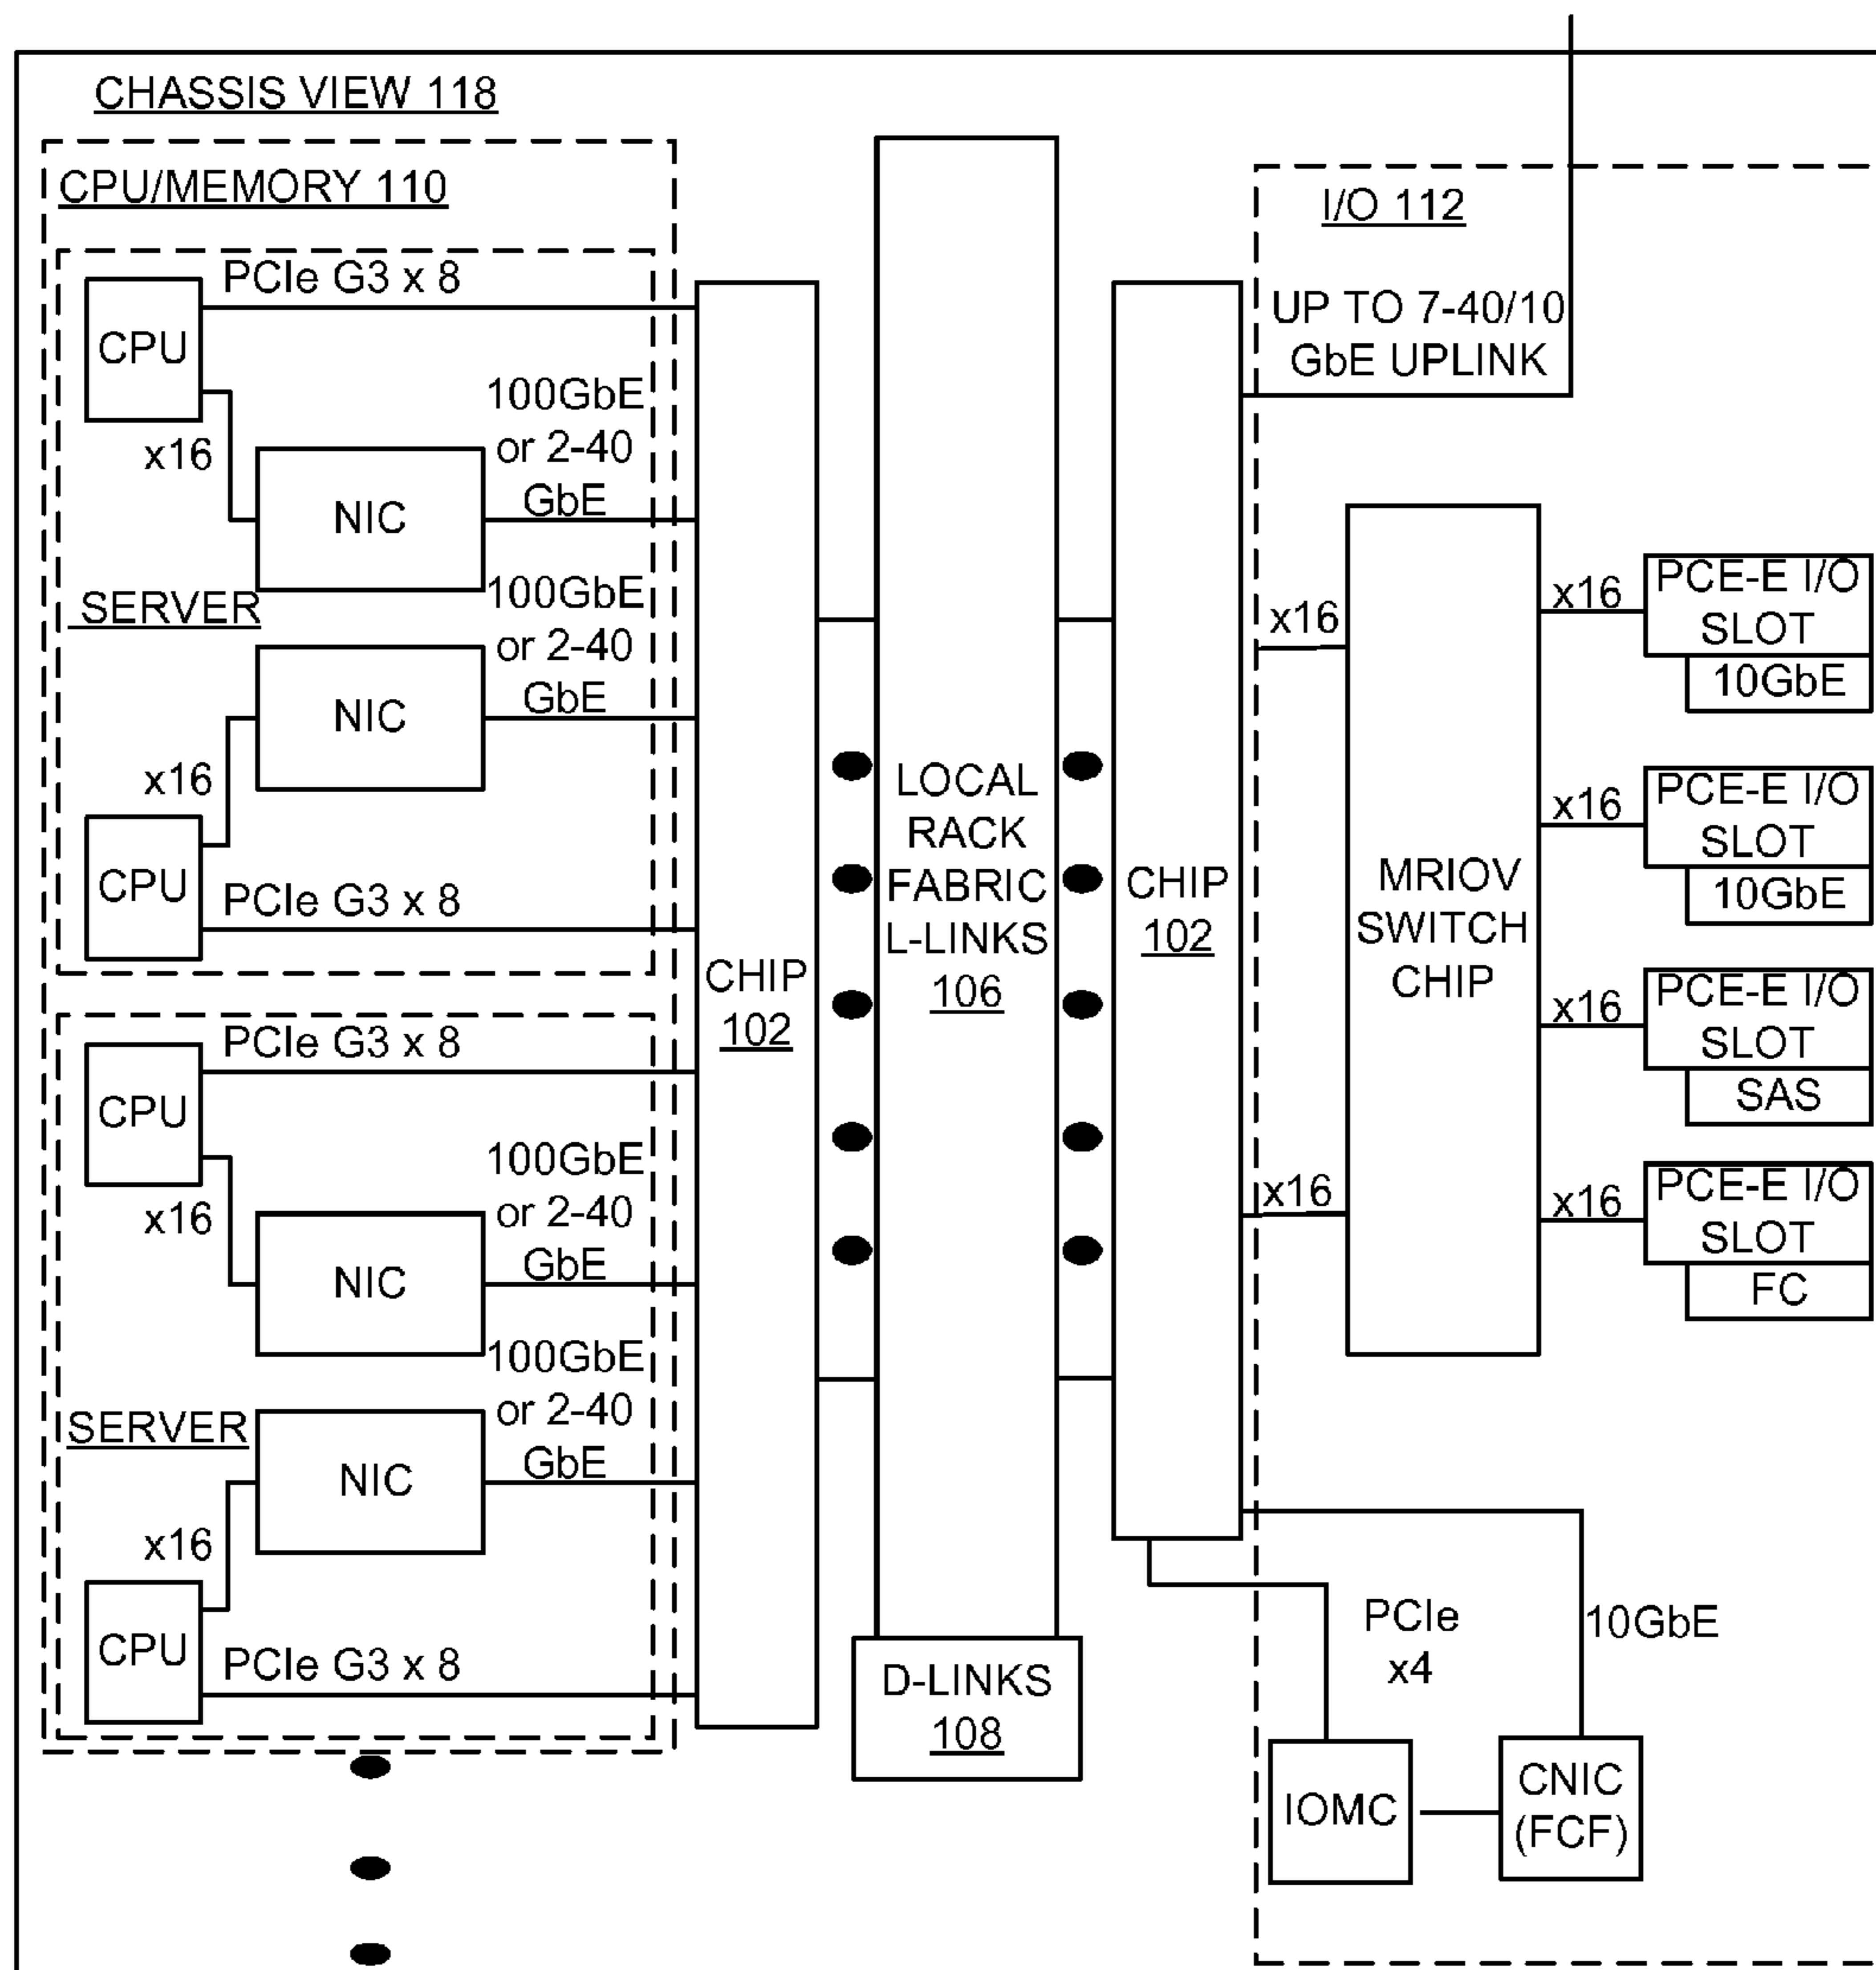 CHASSIS VIEW 118
CPU/MEMORY 110
PCIe G3 x 8
CPU
x16
100GbE
or 2-40
GbE
NIC
SERVER
100GbE
or 2-40
GbE
NIC
x16
CPU
PCIe G3 x 8
PCIe G3 x 8
CPU
x16
100GbE
or 2-40
GbE
NIC
SERVER
100GbE
or 2-40
GbE
NIC
x16
CPU
PCIe G3 x 8
CHIP
102
LOCAL
RACK
FABRIC
L-LINKS
106
D-LINKS
108
CHIP
102
I/O 112
UP TO 7-40/10
GbE UPLINK
x16
x16
MRIOV
SWITCH
CHIP
x16
PCE-E I/O
SLOT
10GbE
x16
PCE-E I/O
SLOT
10GbE
x16
PCE-E I/O
SLOT
SAS
x16
PCE-E I/O
SLOT
FC
PCIe
x4
10GbE
IOMC
CNIC
(FCF)